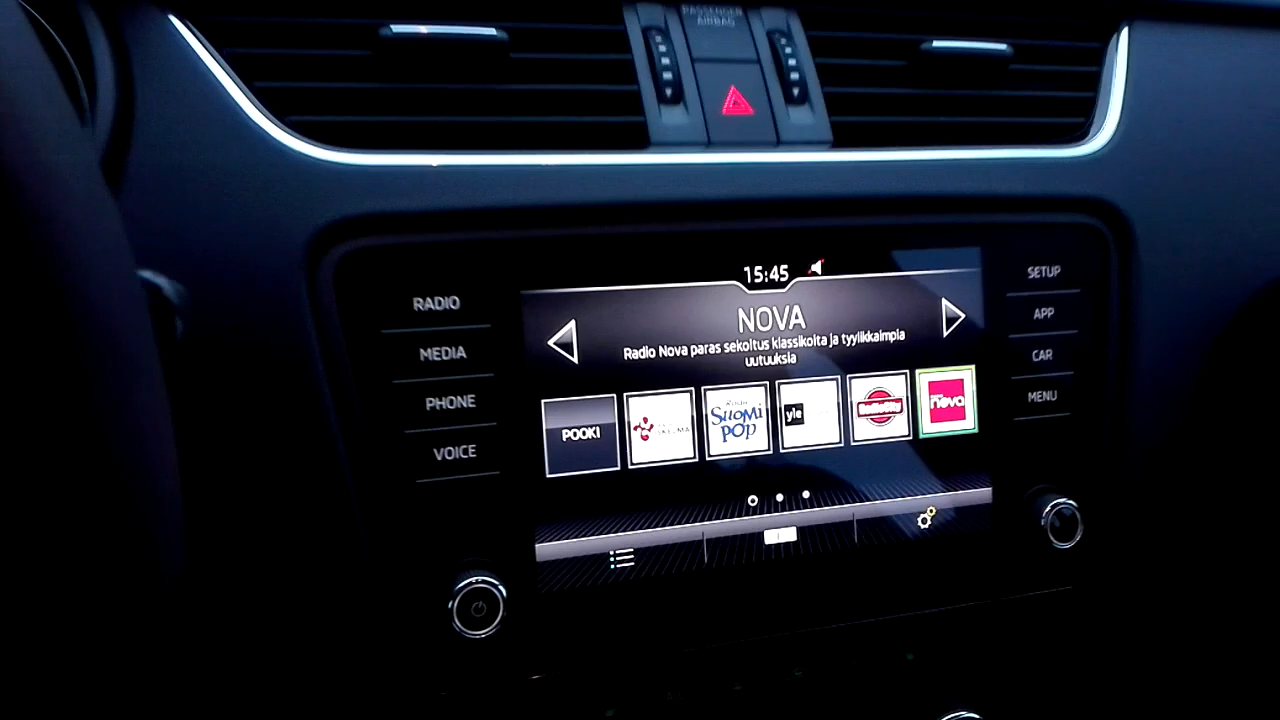 PASSENGER
AIRBAG
15:45
RADIO
MEDIA
PHONE
VOICE
NOVA
Radio Nova paras sekoitus klassikoita ja tyylikkäimpiä
uutuuksia
POOKI
Radio
SUOMI
POP
yle
nova
SETUP
APP
CAR
MENU